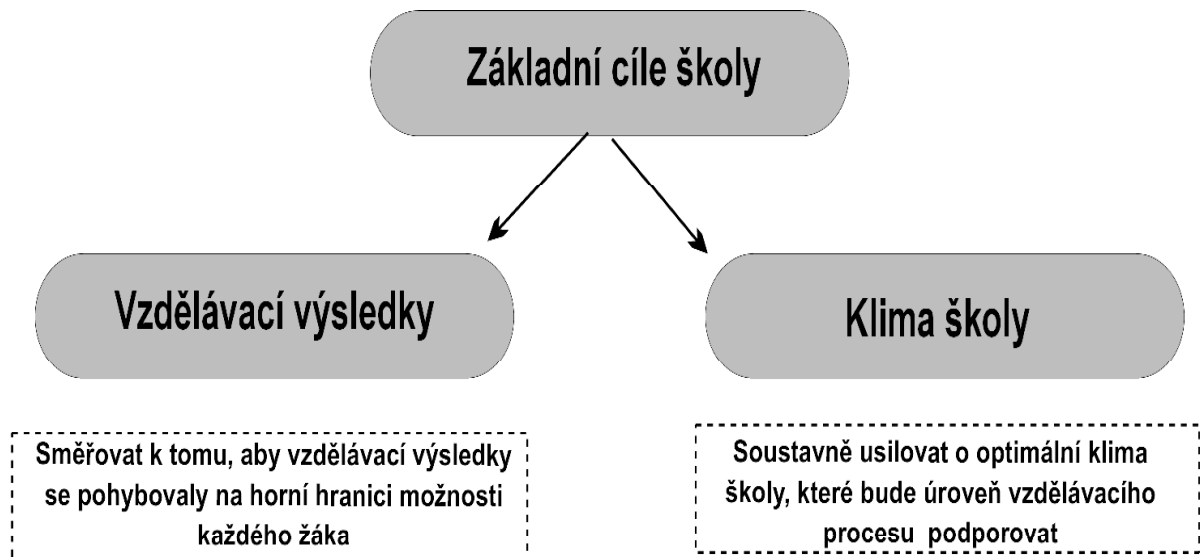 Základní cíle školy
Vzdělávací výsledky
Klima školy
Směřovat k tomu, aby vzdělávací výsledky
se pohybovaly na horní hranici možnosti
každého žáka
Soustavně usilovat o optimální klima
školy, které bude úroveň vzdělávacího
procesu podporovat